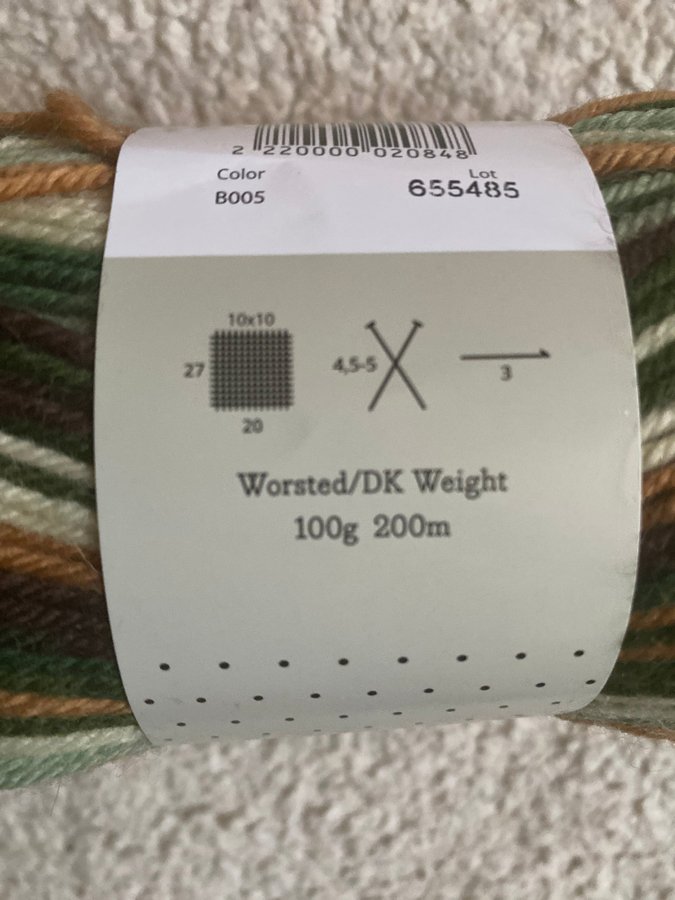 2 220000 020848
Color
B005
Lot
655485
10x10
27
20
4,5-5
3
Worsted/DK Weight
100g 200m